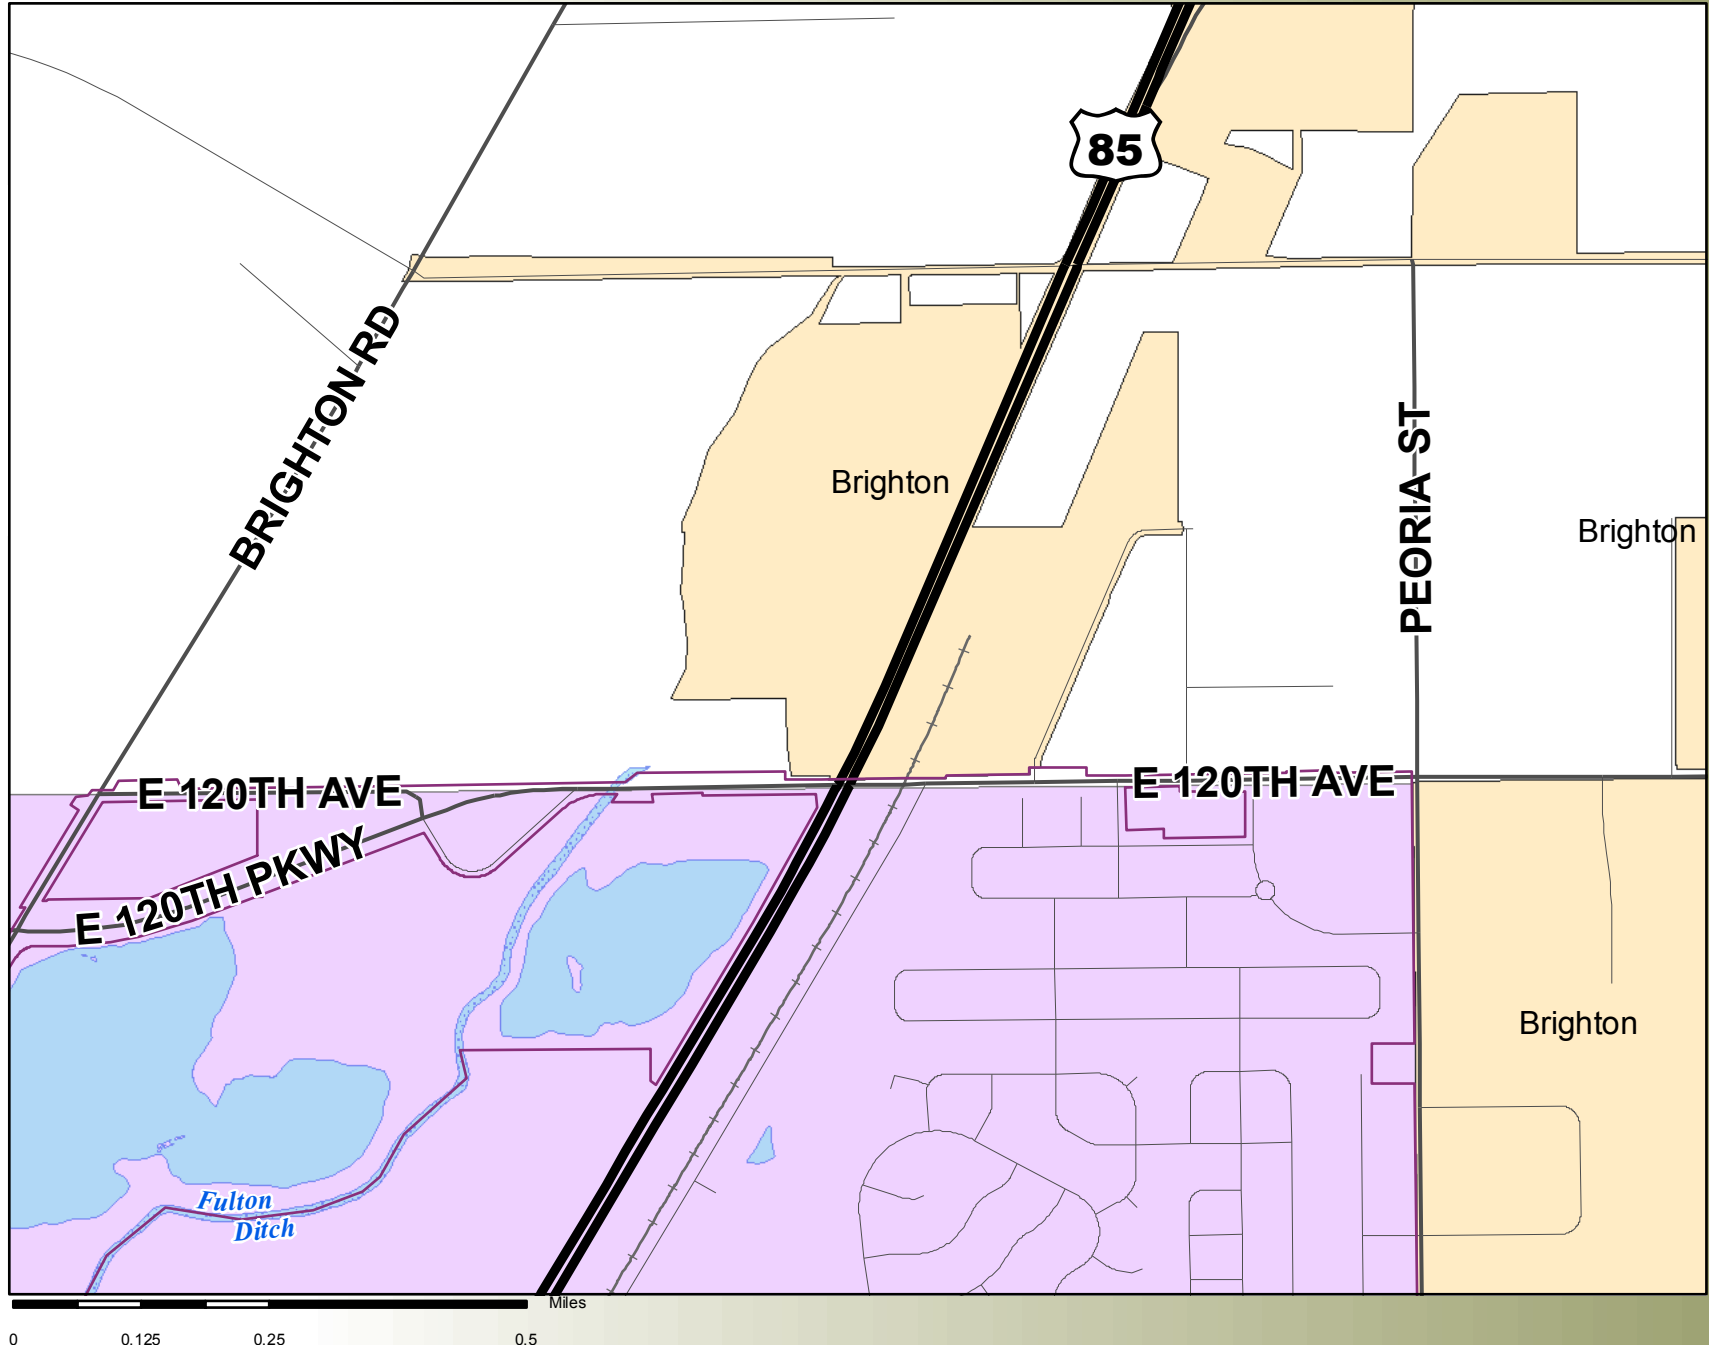 85
BRIGHTON RD
Brighton
PEORIA ST
Brighton
E 120TH AVE
E 120TH AVE
E 120TH PKWY
Brighton
Fulton
Ditch
Miles
0 0.125 0.25 0.5